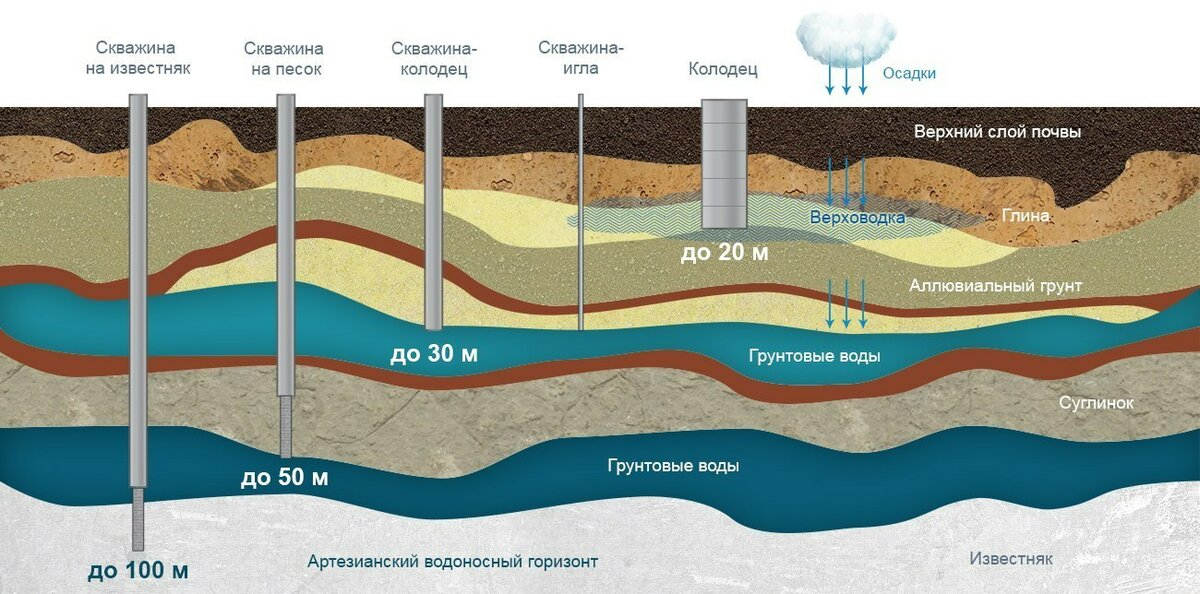 Скважина
на известняк
Скважина
на песок
Скважина-
колодец
Скважина-
игла
Колодец
Осадки
Верхний слой почвы
Верховодка
Глина
до 20 м
Аллювиальный грунт
до 30 м
Грунтовые воды
Суглинок
Грунтовые воды
до 50 м
Артезианский водоносный горизонт
Известняк
до 100 м